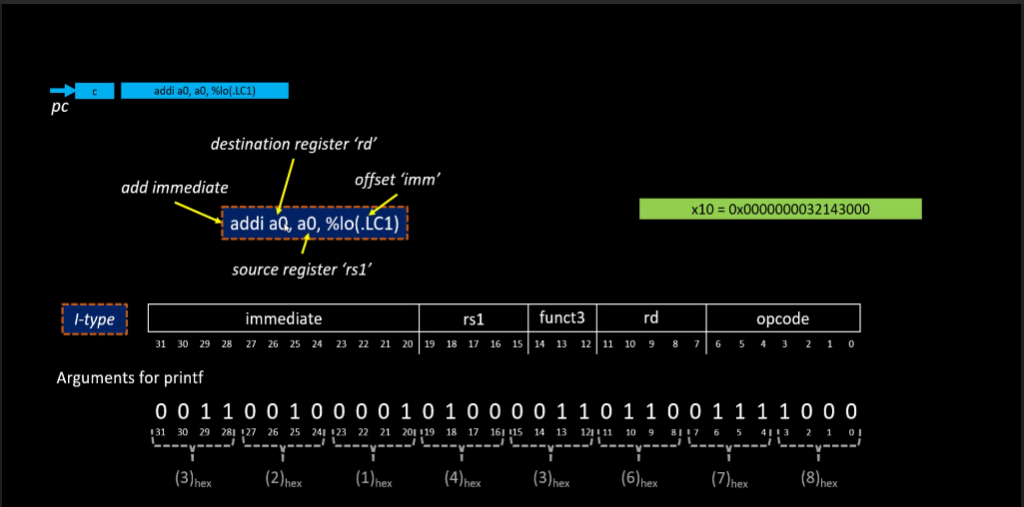 c addi a0, a0, %lo(.LC1)
pc
destination register ‘rd’
add immediate
offset ‘imm’
addi a0, a0, %lo(.LC1)
x10 = 0x0000000032143000
source register ‘rs1’
I-type immediate rs1 funct3 rd opcode
31 30 29 28 27 26 25 24 23 22 21 20 19 18 17 16 15 14 13 12 11 10 9 8 7 6 5 4 3 2 1 0
Arguments for printf
0 0 1 1 0 0 1 0 0 0 0 1 0 1 0 0 0 0 1 1 0 1 1 0 0 1 1 1 1 0 0 0
31 30 29 28 27 26 25 24 23 22 21 20 19 18 17 16 15 14 13 12 11 10 9 8 7 6 5 4 3 2 1 0
(3)hex (2)hex (1)hex (4)hex (3)hex (6)hex (7)hex (8)hex